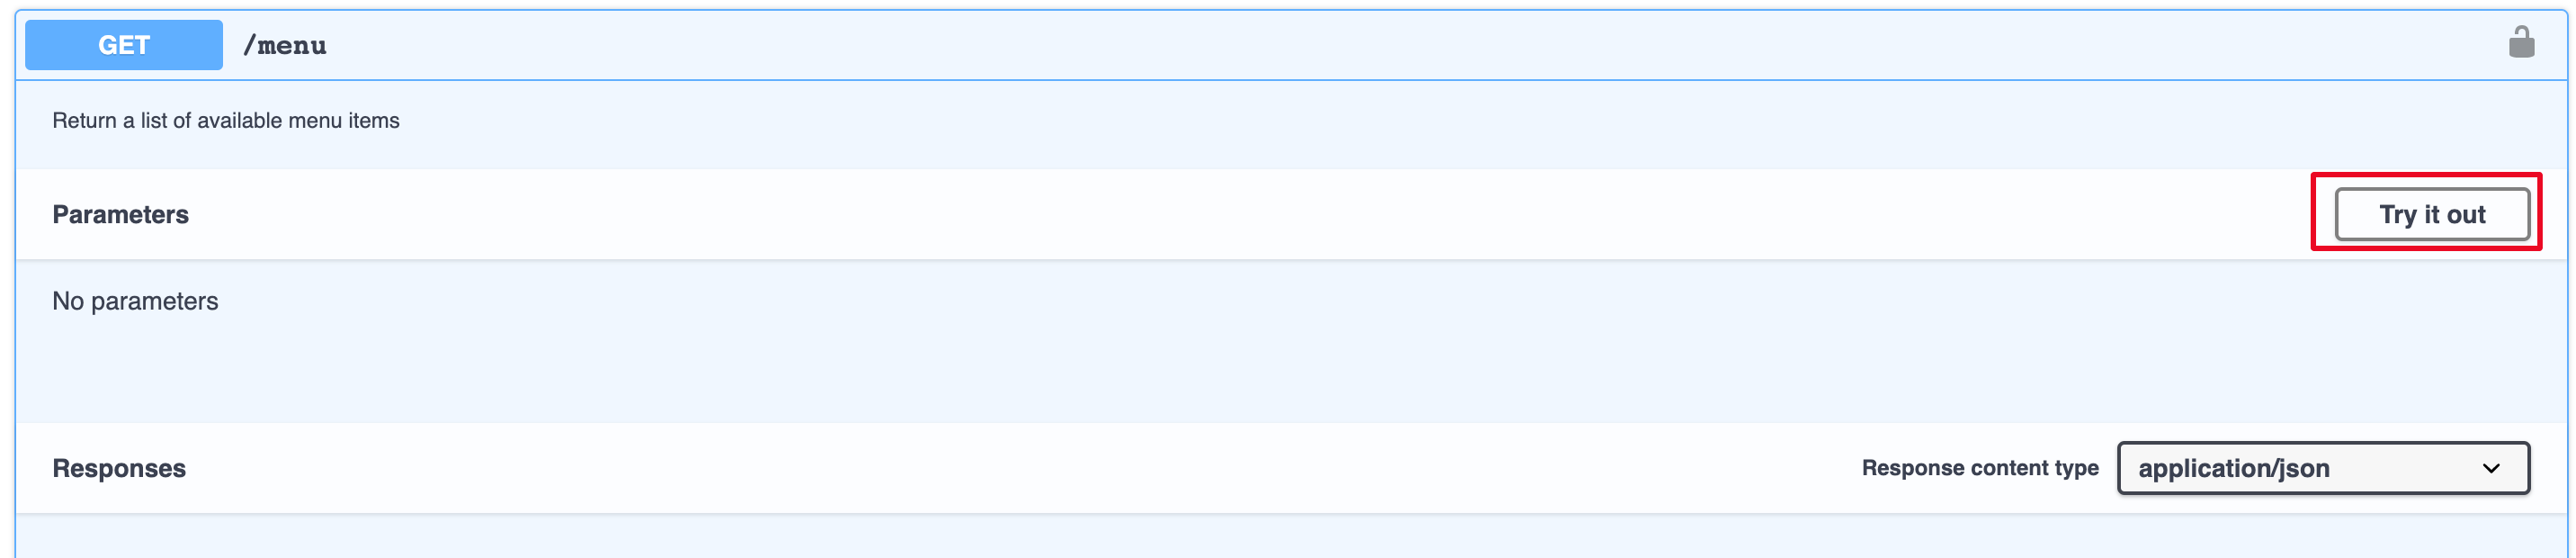 GET /menu
Return a list of available menu items
Parameters
Try it out
No parameters
Responses
Response content type
application/json